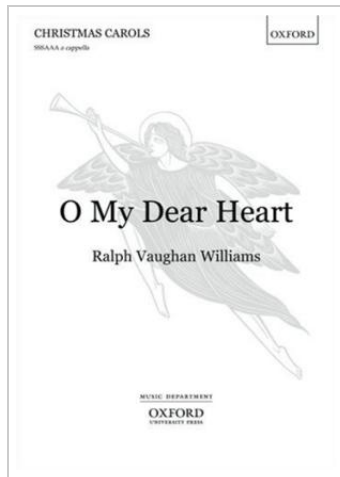 CHRISTMAS CAROLS
SSSAAA a cappella
OXFORD
O My Dear Heart
Ralph Vaughan Williams
MUSIC DEPARTMENT
OXFORD
UNIVERSITY PRESS